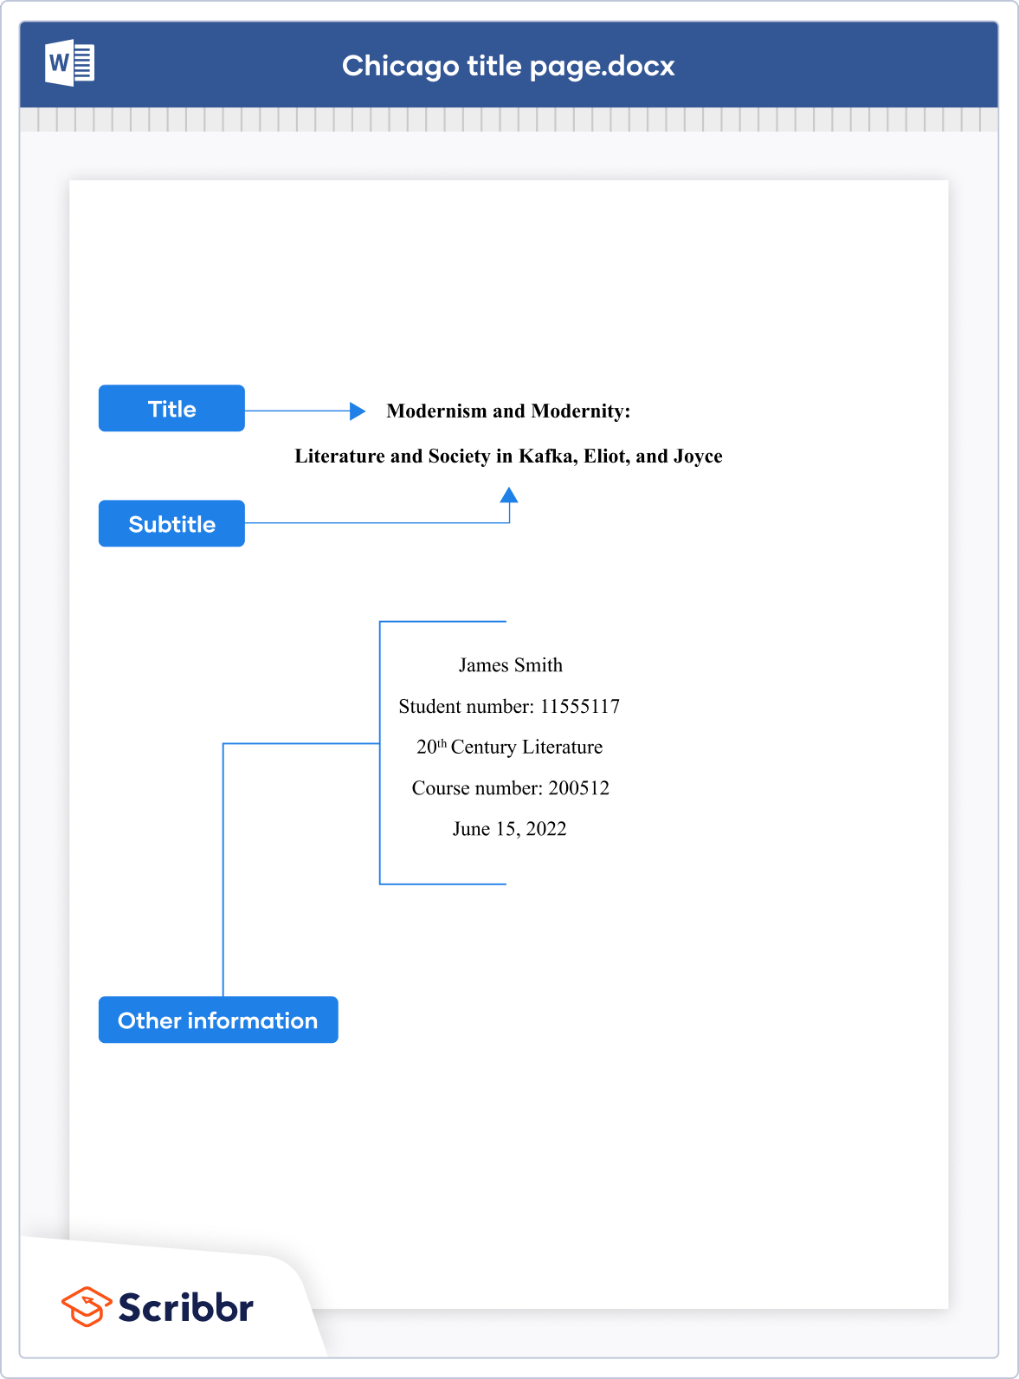 W
Chicago title page.docx
Title
Modernism and Modernity:
Literature and Society in Kafka, Eliot, and Joyce
Subtitle
James Smith
Student number: 11555117
20th Century Literature
Course number: 200512
June 15, 2022
Other information
Scribbr